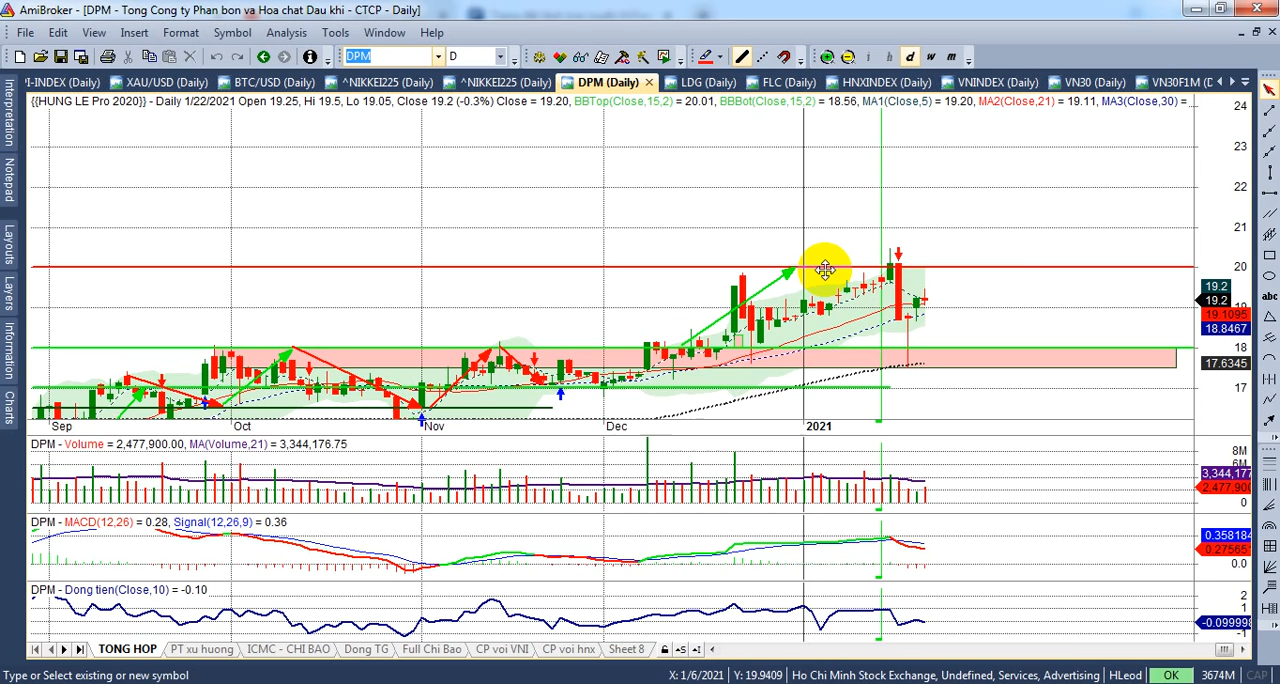 AmiBroker - [DPM - Tong Cong ty Phan bon va Hoa chat Dau khi - CTCP - Daily]
File Edit View Insert Format Symbol Analysis Tools Window Help
DPM D h d w m
I-INDEX (Daily) XAU/USD (Daily) BTC/USD (Daily) ^NIKKEI225 (Daily) ^NIKKEI225 (Daily) DPM (Daily) LDG (Daily) FLC (Daily) HNXINDEX (Daily) VNINDEX (Daily) VN30 (Daily) VN30F1M (D
{{HUNG LE Pro 2020}} - Daily 1/22/2021 Open 19.25, Hi 19.5, Lo 19.05, Close 19.2 (-0.3%) Close = 19.20, BBTop(Close,15,2) = 20.01, BBBot(Close,15,2) = 18.56, MA1(Close,5) = 19.20, MA2(Close,21) = 19.11, MA3(Close,30) =
Interpretation
Notepad
Layouts
Layers
Information
Charts
abc
24
23
22
21
20
19.2
19
19.2
19.1095
18.8467
18
17.6345
17
Sep Oct Nov Dec 2021
DPM - Volume = 2,477,900.00, MA(Volume,21) = 3,344,176.75
8M
6M
3,344,177
2,477,900
0
DPM - MACD(12,26) = 0.28, Signal(12,26,9) = 0.36
0.358184
0.27565
0.0
DPM - Dong tien(Close,10) = -0.10
2
1
-0.099999
-1
TONG HOP PT xu huong ICMC - CHI BAO Dong TG Full Chi Bao CP voi VNI CP voi hnx Sheet 8
Type or Select existing or new symbol X: 1/6/2021 Y: 19.9409 Ho Chi Minh Stock Exchange, Undefined, Services, Advertising HLeod OK 3674M CAP